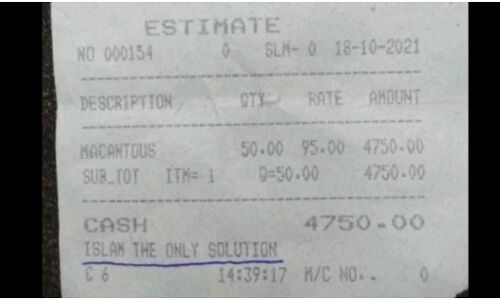 ESTIMATE
NO 000154 0 SLM- 0 18-10-2021
DESCRIPTION QTY RATE AMOUNT
MACANTOUS 50.00 95.00 4750.00
SUB_TOT ITM= 1 Q=50.00 4750.00
CASH 4750.00
ISLAM THE ONLY SOLUTION
C 6 14:39:17 M/C NO.. 0